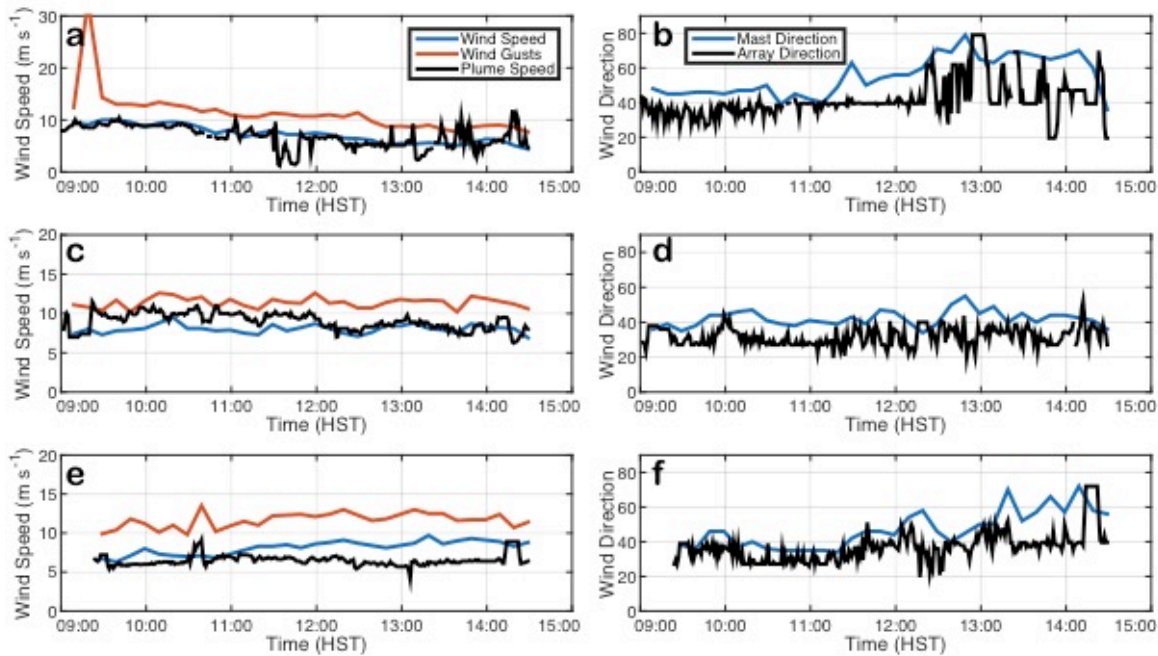 a
Wind Speed
Wind Gusts
Plume Speed
30
20
10
0
Wind Speed (m s⁻¹)
09:00 10:00 11:00 12:00 13:00 14:00 15:00
Time (HST)
b
Mast Direction
Array Direction
80
60
40
20
0
Wind Direction
09:00 10:00 11:00 12:00 13:00 14:00 15:00
Time (HST)
c
20
15
10
5
0
Wind Speed (m s⁻¹)
09:00 10:00 11:00 12:00 13:00 14:00 15:00
Time (HST)
d
80
60
40
20
0
Wind Direction
09:00 10:00 11:00 12:00 13:00 14:00 15:00
Time (HST)
e
20
15
10
5
0
Wind Speed (m s⁻¹)
09:00 10:00 11:00 12:00 13:00 14:00 15:00
Time (HST)
f
80
60
40
20
0
Wind Direction
09:00 10:00 11:00 12:00 13:00 14:00 15:00
Time (HST)